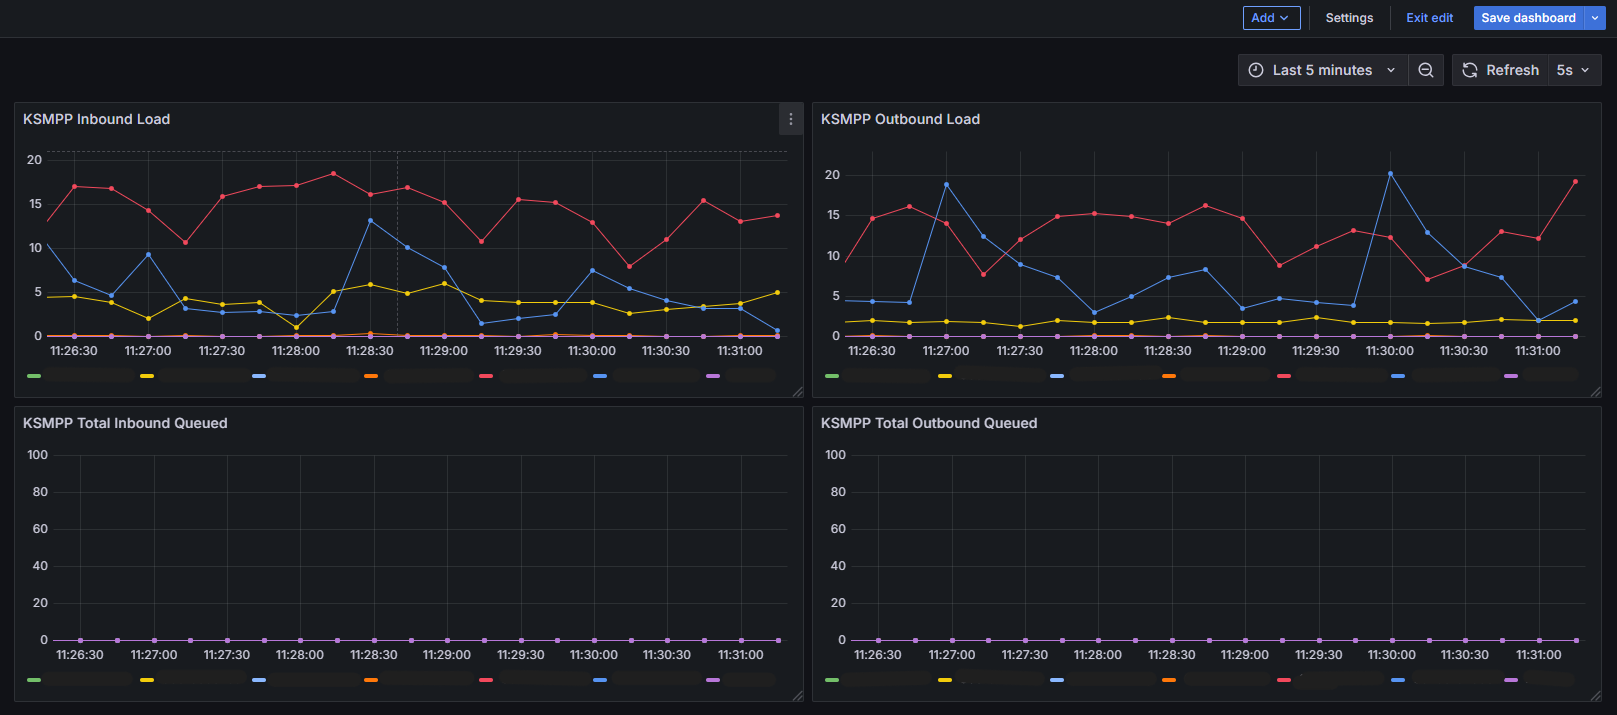 Add Settings Exit edit Save dashboard
Last 5 minutes Refresh 5s
KSMPP Inbound Load
20
15
10
5
0
11:26:30 11:27:00 11:27:30 11:28:00 11:28:30 11:29:00 11:29:30 11:30:00 11:30:30 11:31:00
KSMPP Outbound Load
20
15
10
5
0
11:26:30 11:27:00 11:27:30 11:28:00 11:28:30 11:29:00 11:29:30 11:30:00 11:30:30 11:31:00
KSMPP Total Inbound Queued
100
80
60
40
20
0
11:26:30 11:27:00 11:27:30 11:28:00 11:28:30 11:29:00 11:29:30 11:30:00 11:30:30 11:31:00
KSMPP Total Outbound Queued
100
80
60
40
20
0
11:26:30 11:27:00 11:27:30 11:28:00 11:28:30 11:29:00 11:29:30 11:30:00 11:30:30 11:31:00